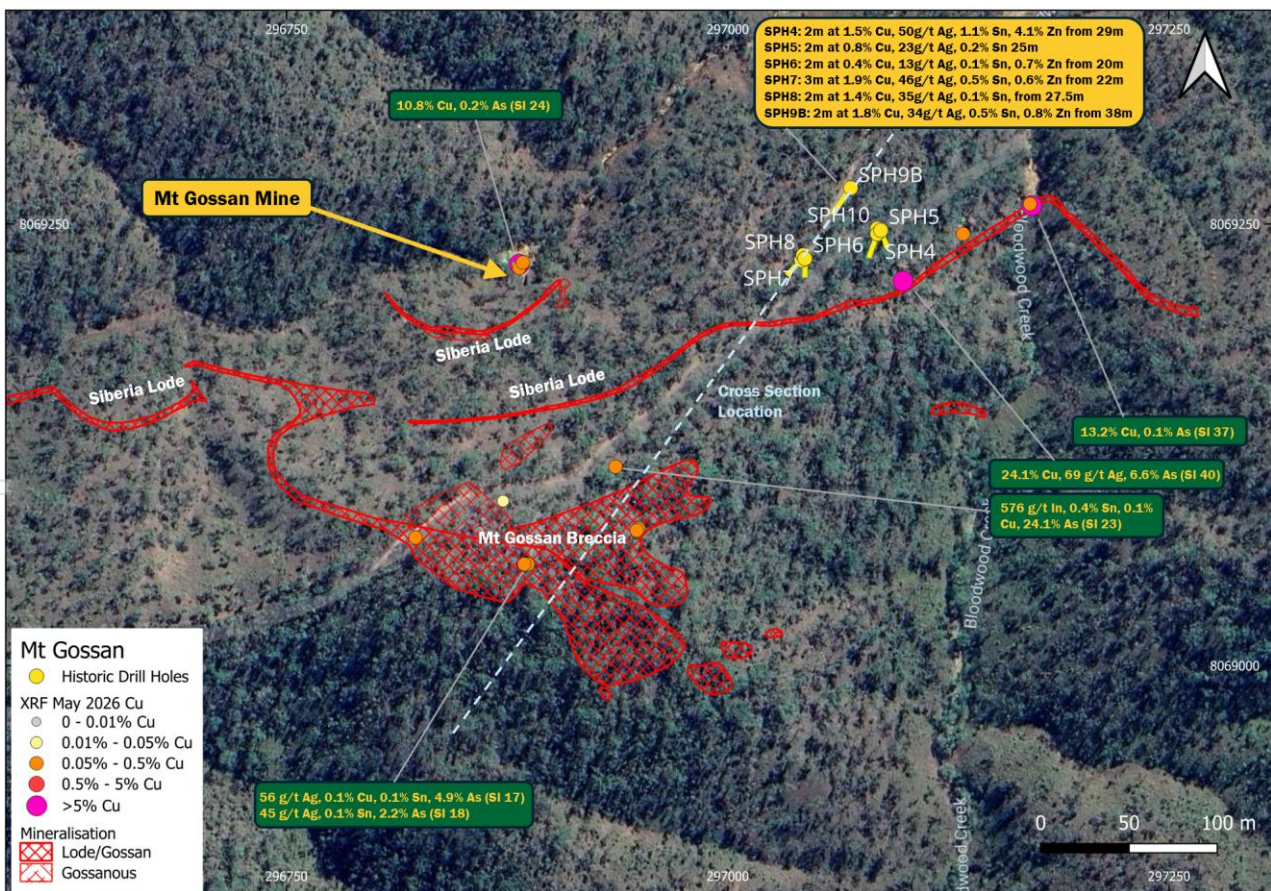 296750
297000
297250
SPH4: 2m at 1.5% Cu, 50g/t Ag, 1.1% Sn, 4.1% Zn from 29m
SPH5: 2m at 0.8% Cu, 23g/t Ag, 0.2% Sn 25m
SPH6: 2m at 0.4% Cu, 13g/t Ag, 0.1% Sn, 0.7% Zn from 20m
SPH7: 3m at 1.9% Cu, 46g/t Ag, 0.5% Sn, 0.6% Zn from 22m
SPH8: 2m at 1.4% Cu, 35g/t Ag, 0.1% Sn, from 27.5m
SPH9B: 2m at 1.8% Cu, 34g/t Ag, 0.5% Sn, 0.8% Zn from 38m
10.8% Cu, 0.2% As (SI 24)
Mt Gossan Mine
SPH9B
SPH10
SPH5
SPH8
SPH6
SPH4
SPH7
8069250
8069250
Bloodwood Creek
Siberia Lode
Siberia Lode
Siberia Lode
Cross Section
Location
13.2% Cu, 0.1% As (SI 37)
24.1% Cu, 69 g/t Ag, 6.6% As (SI 40)
576 g/t In, 0.4% Sn, 0.1%
Cu, 24.1% As (SI 23)
Mt Gossan Breccia
Bloodwood Creek
8069000
Mt Gossan
Historic Drill Holes
XRF May 2026 Cu
0 - 0.01% Cu
0.01% - 0.05% Cu
0.05% - 0.5% Cu
0.5% - 5% Cu
>5% Cu
Mineralisation
Lode/Gossan
Gossanous
56 g/t Ag, 0.1% Cu, 0.1% Sn, 4.9% As (SI 17)
45 g/t Ag, 0.1% Sn, 2.2% As (SI 18)
0 50 100 m
dwood Creek
296750
297000
297250